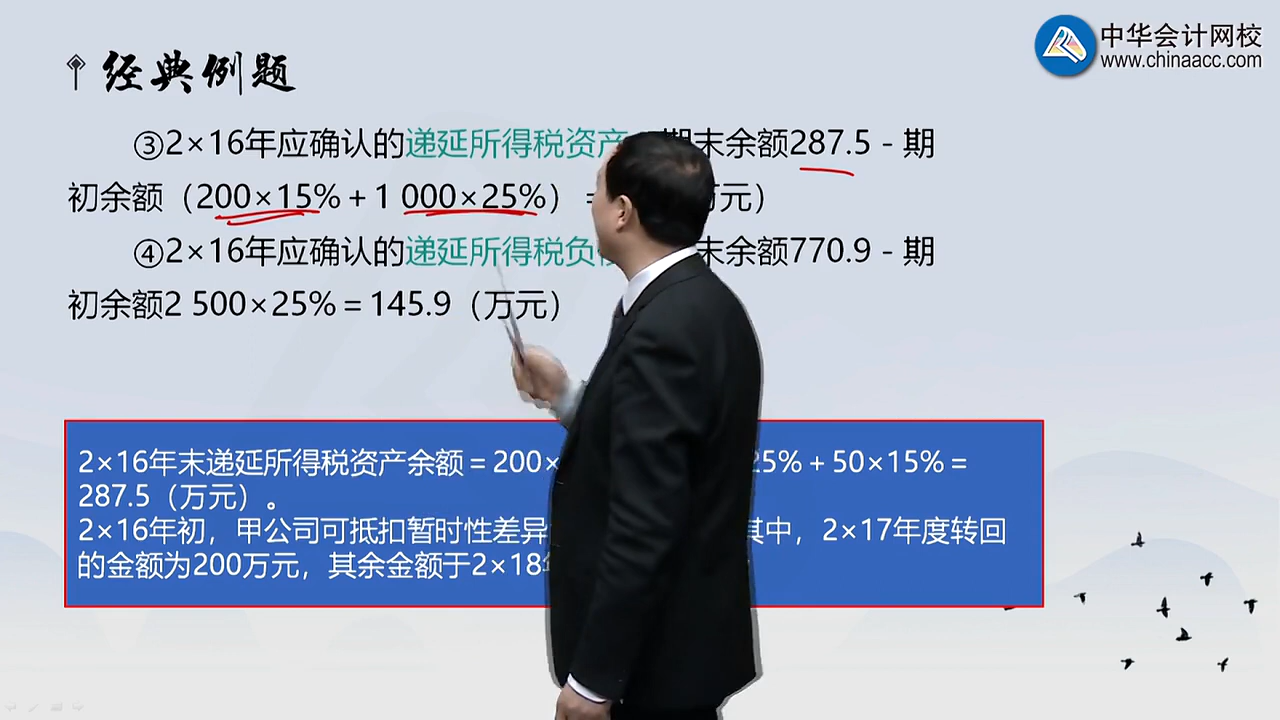 中华会计网校
www.chinaacc.com
经典例题
③2×16年应确认的递延所得税资产 期末余额287.5－期
初余额（200×15%＋1 000×25%）＝ 万元）
④2×16年应确认的递延所得税负 末余额770.9－期
初余额2 500×25%＝145.9（万元）
2×16年末递延所得税资产余额＝200× 25%＋50×15%＝
287.5（万元）。
2×16年初，甲公司可抵扣暂时性差异 其中，2×17年度转回
的金额为200万元，其余金额于2×18